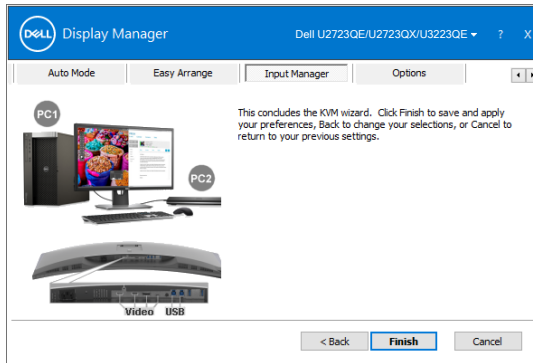 DELL Display Manager
Dell U2723QE/U2723QX/U3223QE
? X
Auto Mode Easy Arrange Input Manager Options
PC1
This concludes the KVM wizard. Click Finish to save and apply
your preferences, Back to change your selections, or Cancel to
return to your previous settings.
PC2
Video USB
< Back Finish Cancel